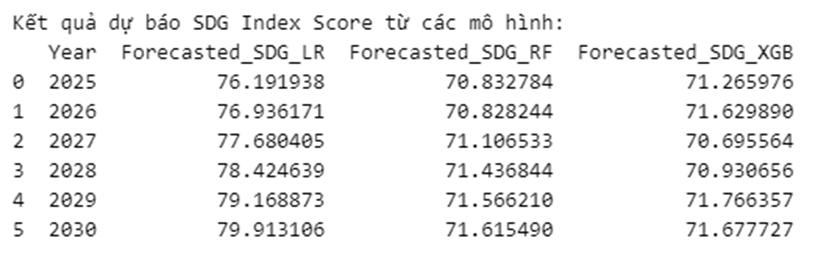 Kết quả dự báo SDG Index Score từ các mô hình:
Year Forecasted_SDG_LR Forecasted_SDG_RF Forecasted_SDG_XGB
0 2025 76.191938 70.832784 71.265976
1 2026 76.936171 70.828244 71.629890
2 2027 77.680405 71.106533 70.695564
3 2028 78.424639 71.436844 70.930656
4 2029 79.168873 71.566210 71.766357
5 2030 79.913106 71.615490 71.677727